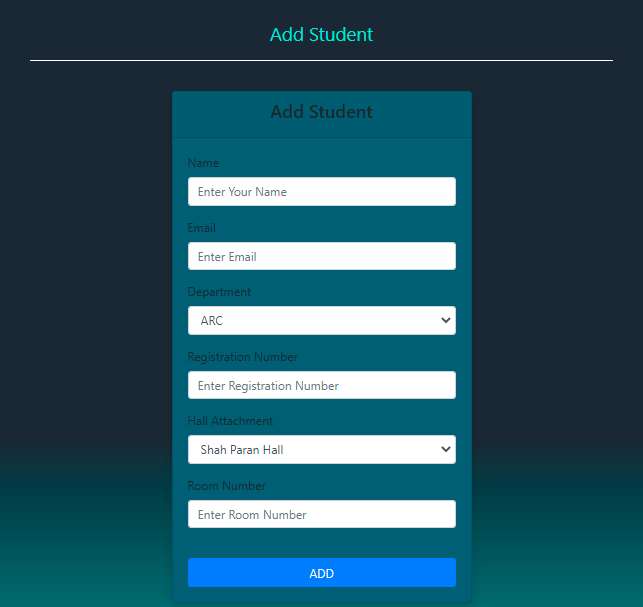 Add Student
Add Student
Name
Enter Your Name
Email
Enter Email
Department
ARC
Registration Number
Enter Registration Number
Hall Attachment
Shah Paran Hall
Room Number
Enter Room Number
ADD